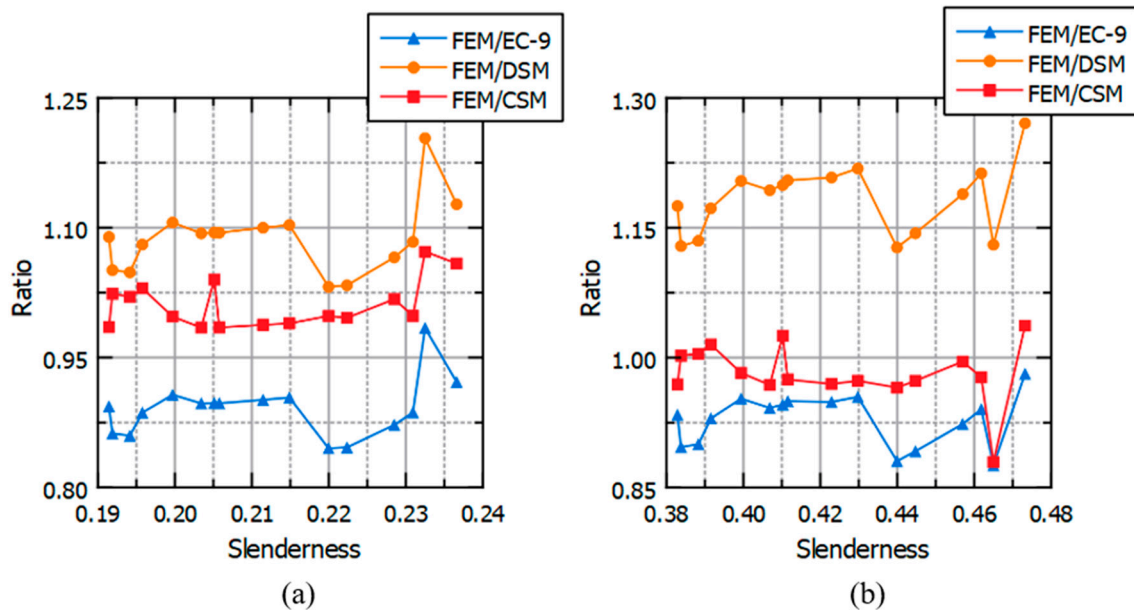 FEM/EC-9
FEM/DSM
FEM/CSM
1.25
1.10
0.95
0.80
Ratio
0.19 0.20 0.21 0.22 0.23 0.24
Slenderness
(a)
FEM/EC-9
FEM/DSM
FEM/CSM
1.30
1.15
1.00
0.85
Ratio
0.38 0.40 0.42 0.44 0.46 0.48
Slenderness
(b)